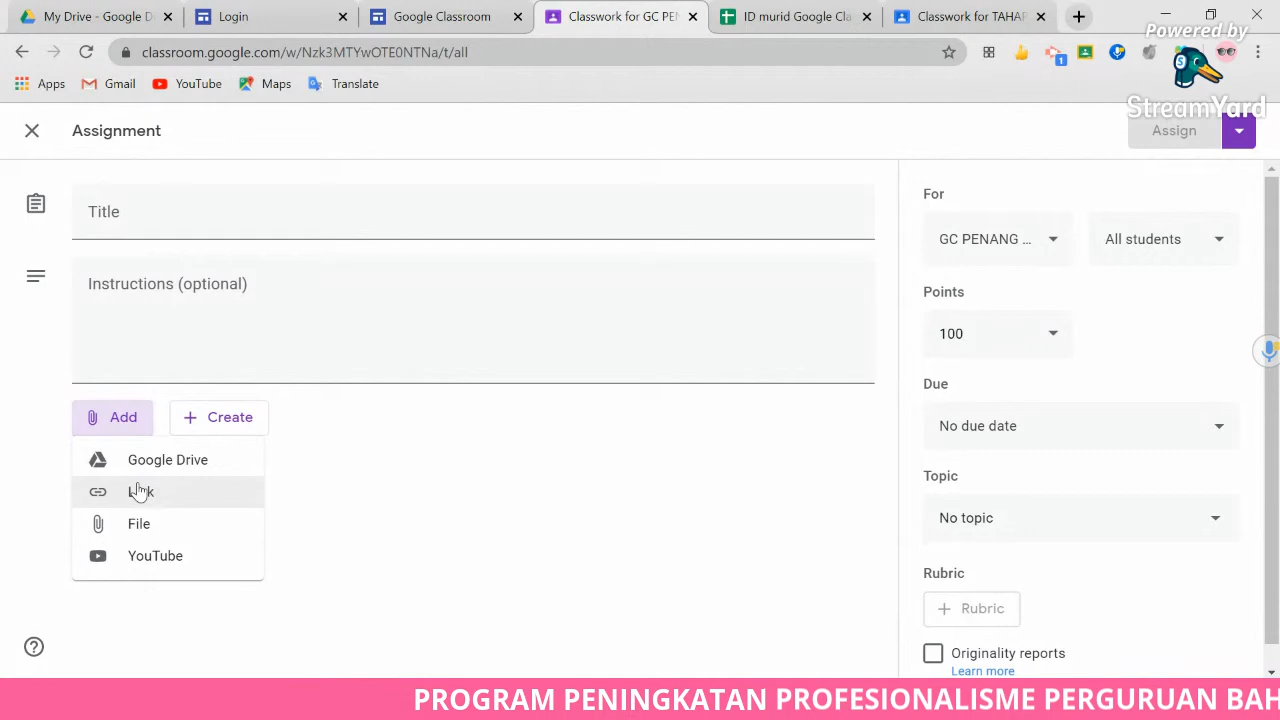 My Drive - Google D
Login
Google Classroom
Classwork for GC PEN
ID murid Google Cla
Classwork for TAHAP
Powered by
StreamYard
classroom.google.com/w/Nzk3MTYwOTE0NTNa/t/all
1
Apps
Gmail
YouTube
Maps
Translate
Assignment
Assign
Title
Instructions (optional)
Add
Create
Google Drive
Link
File
YouTube
For
GC PENANG ...
All students
Points
100
Due
No due date
Topic
No topic
Rubric
Rubric
Originality reports
Learn more
PROGRAM PENINGKATAN PROFESIONALISME PERGURUAN BAH